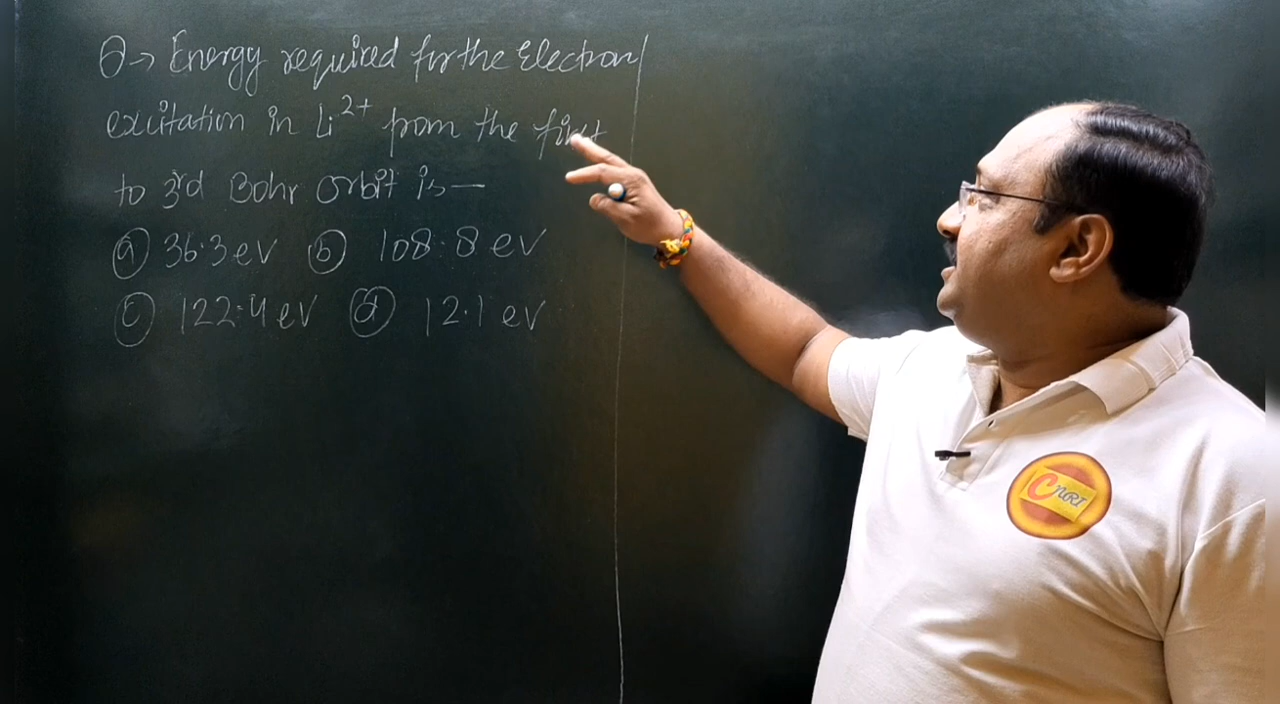 Q→ Energy required for the Electron
excitation in Li2+ from the first
to 3rd Bohr orbit is—
(a) 36.3 ev (b) 108.8 ev
(c) 122.4 ev (d) 12.1 ev
CNRI